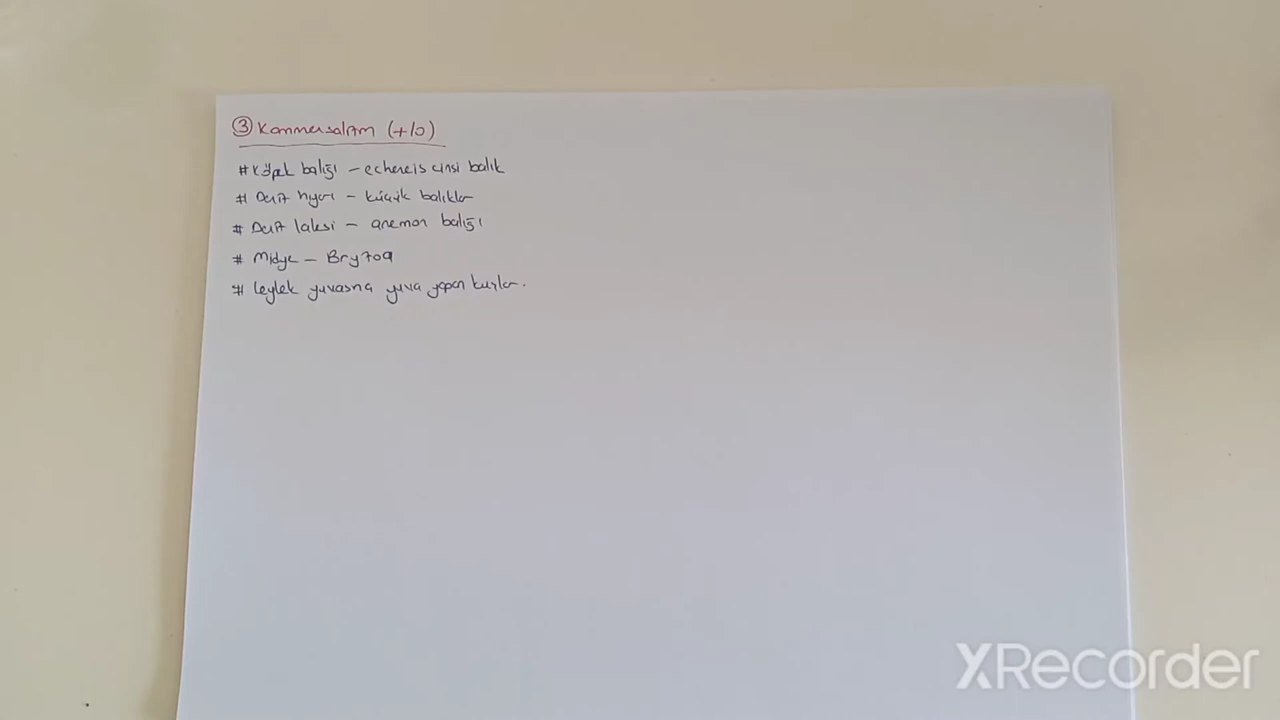 ③ Kommensalizm (+/0)
# Köpek balığı – echeneis cinsi balık
# Deniz hıyarı – küçük balıklar
# Deniz lalesi – anemon balığı
# Midye – Bryzoa
# Leylek yuvasına yuva yapan kuşlar.
XRecorder